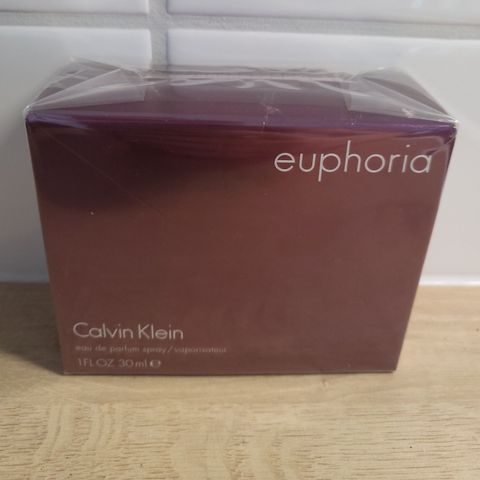 euphoria
Calvin Klein
eau de parfum spray/vaporisateur
1 FL OZ 30 ml e